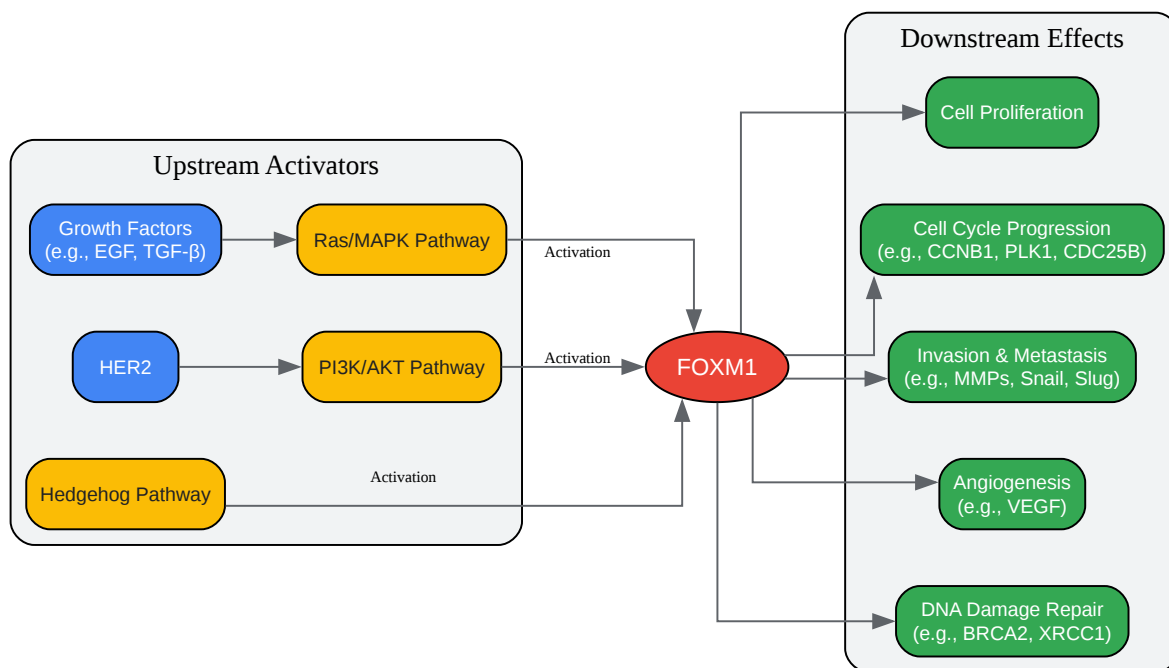 Upstream Activators
Growth Factors
(e.g., EGF, TGF-β)
Ras/MAPK Pathway
Activation
HER2
PI3K/AKT Pathway
Activation
Hedgehog Pathway
Activation
FOXM1
Downstream Effects
Cell Proliferation
Cell Cycle Progression
(e.g., CCNB1, PLK1, CDC25B)
Invasion & Metastasis
(e.g., MMPs, Snail, Slug)
Angiogenesis
(e.g., VEGF)
DNA Damage Repair
(e.g., BRCA2, XRCC1)